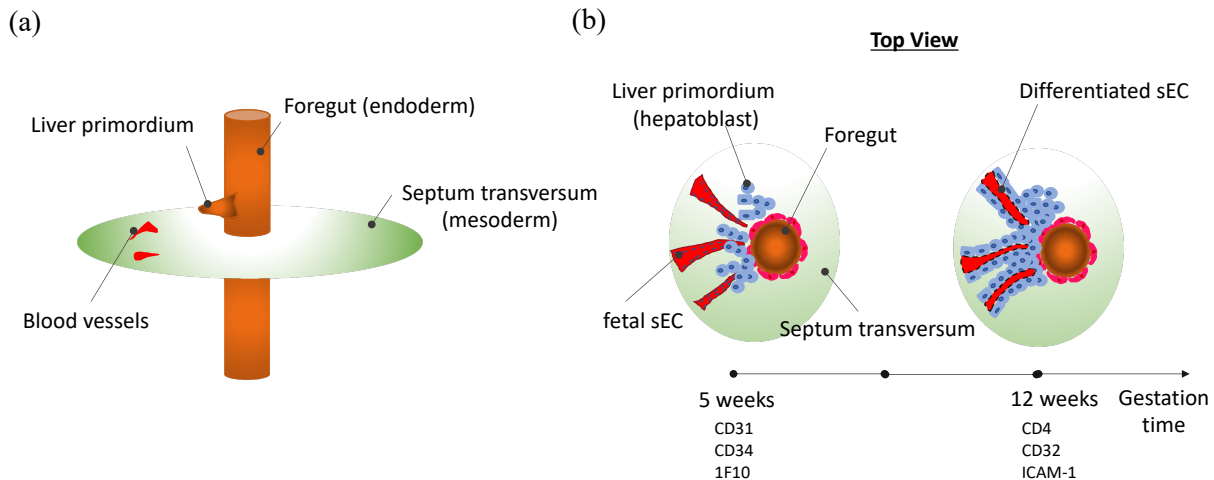 (a)
Foregut (endoderm)
Liver primordium
Septum transversum
(mesoderm)
Blood vessels
(b)
Top View
Liver primordium
(hepatoblast)
Foregut
Differentiated sEC
fetal sEC
Septum transversum
5 weeks
CD31
CD34
1F10
12 weeks
CD4
CD32
ICAM-1
Gestation
time